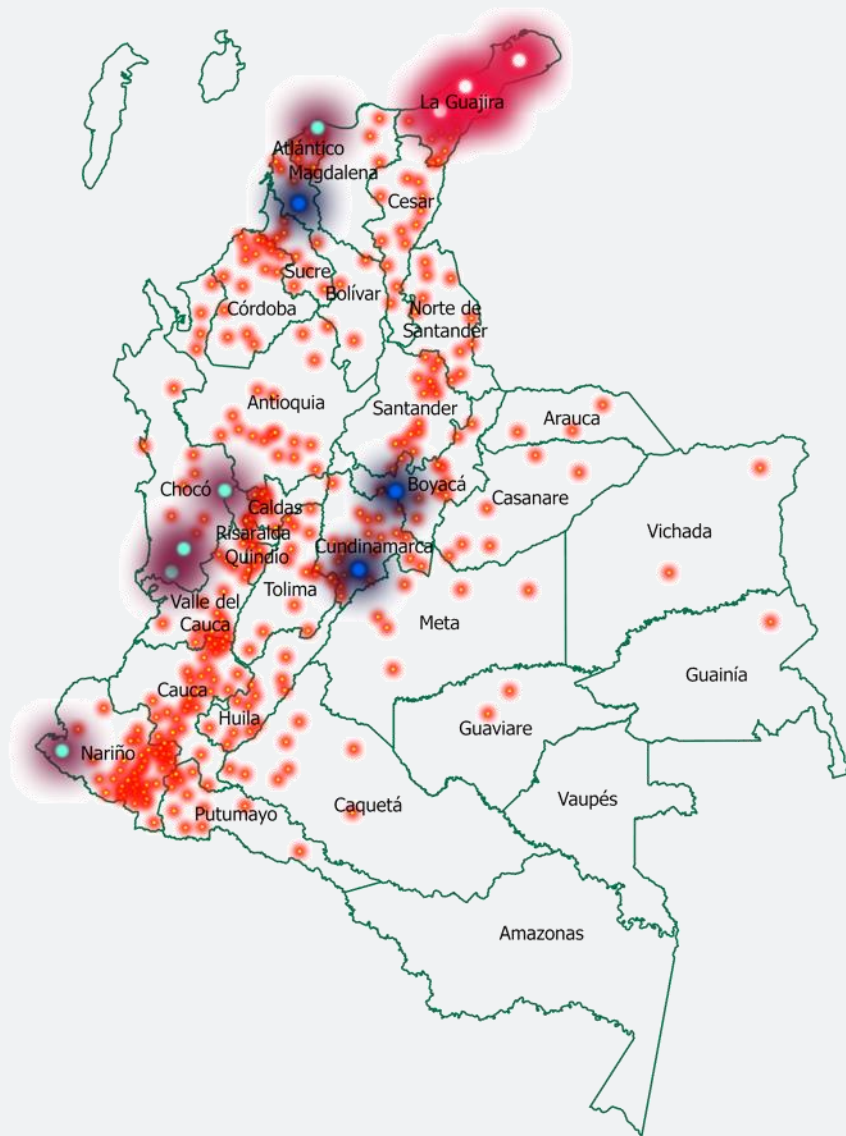 La Guajira
Atlántico
Magdalena
Cesar
Sucre
Bolívar
Córdoba
Norte de
Santander
Antioquia
Santander
Arauca
Chocó
Boyacá
Casanare
Caldas
Risaralda
Quindio
Cundinamarca
Vichada
Tolima
Valle del
Cauca
Meta
Guainía
Cauca
Huila
Guaviare
Nariño
Putumayo
Caquetá
Vaupés
Amazonas